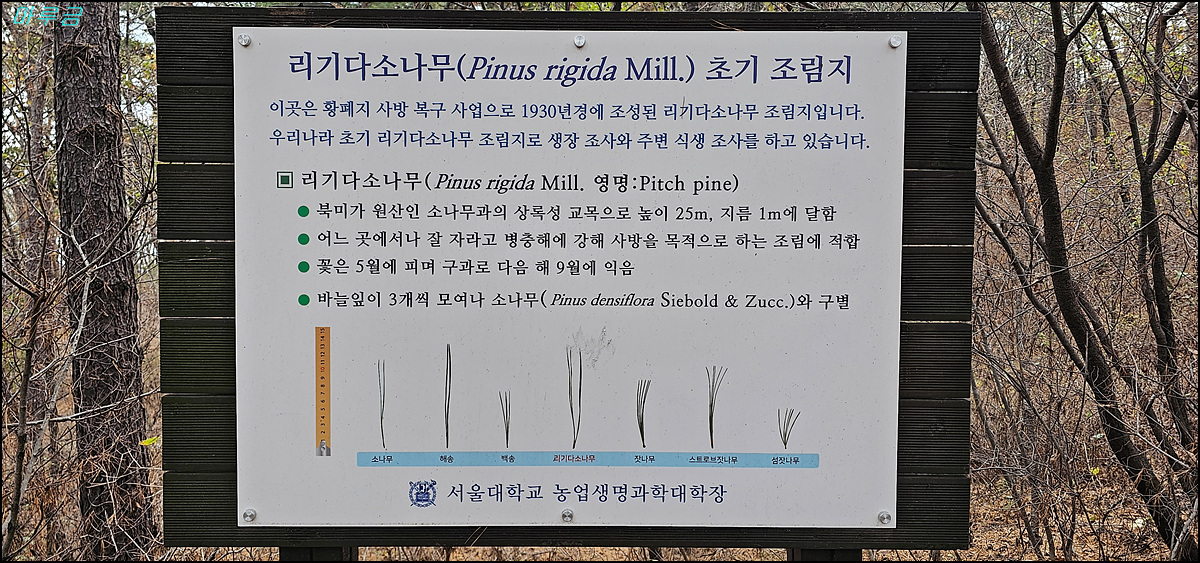 마루금
리기다소나무(Pinus rigida Mill.) 초기 조림지
이곳은 황폐지 사방 복구 사업으로 1930년경에 조성된 리기다소나무 조림지입니다.
우리나라 초기 리기다소나무 조림지로 생장 조사와 주변 식생 조사를 하고 있습니다.
리기다소나무(Pinus rigida Mill. 영명:Pitch pine)
북미가 원산인 소나무과의 상록성 교목으로 높이 25m, 지름 1m에 달함
어느 곳에서나 잘 자라고 병충해에 강해 사방을 목적으로 하는 조림에 적합
꽃은 5월에 피며 구과로 다음 해 9월에 익음
바늘잎이 3개씩 모여나 소나무(Pinus densiflora Siebold & Zucc.)와 구별
소나무 해송 백송 리기다소나무 잣나무 스트로브잣나무 섬잣나무
서울대학교 농업생명과학대학장